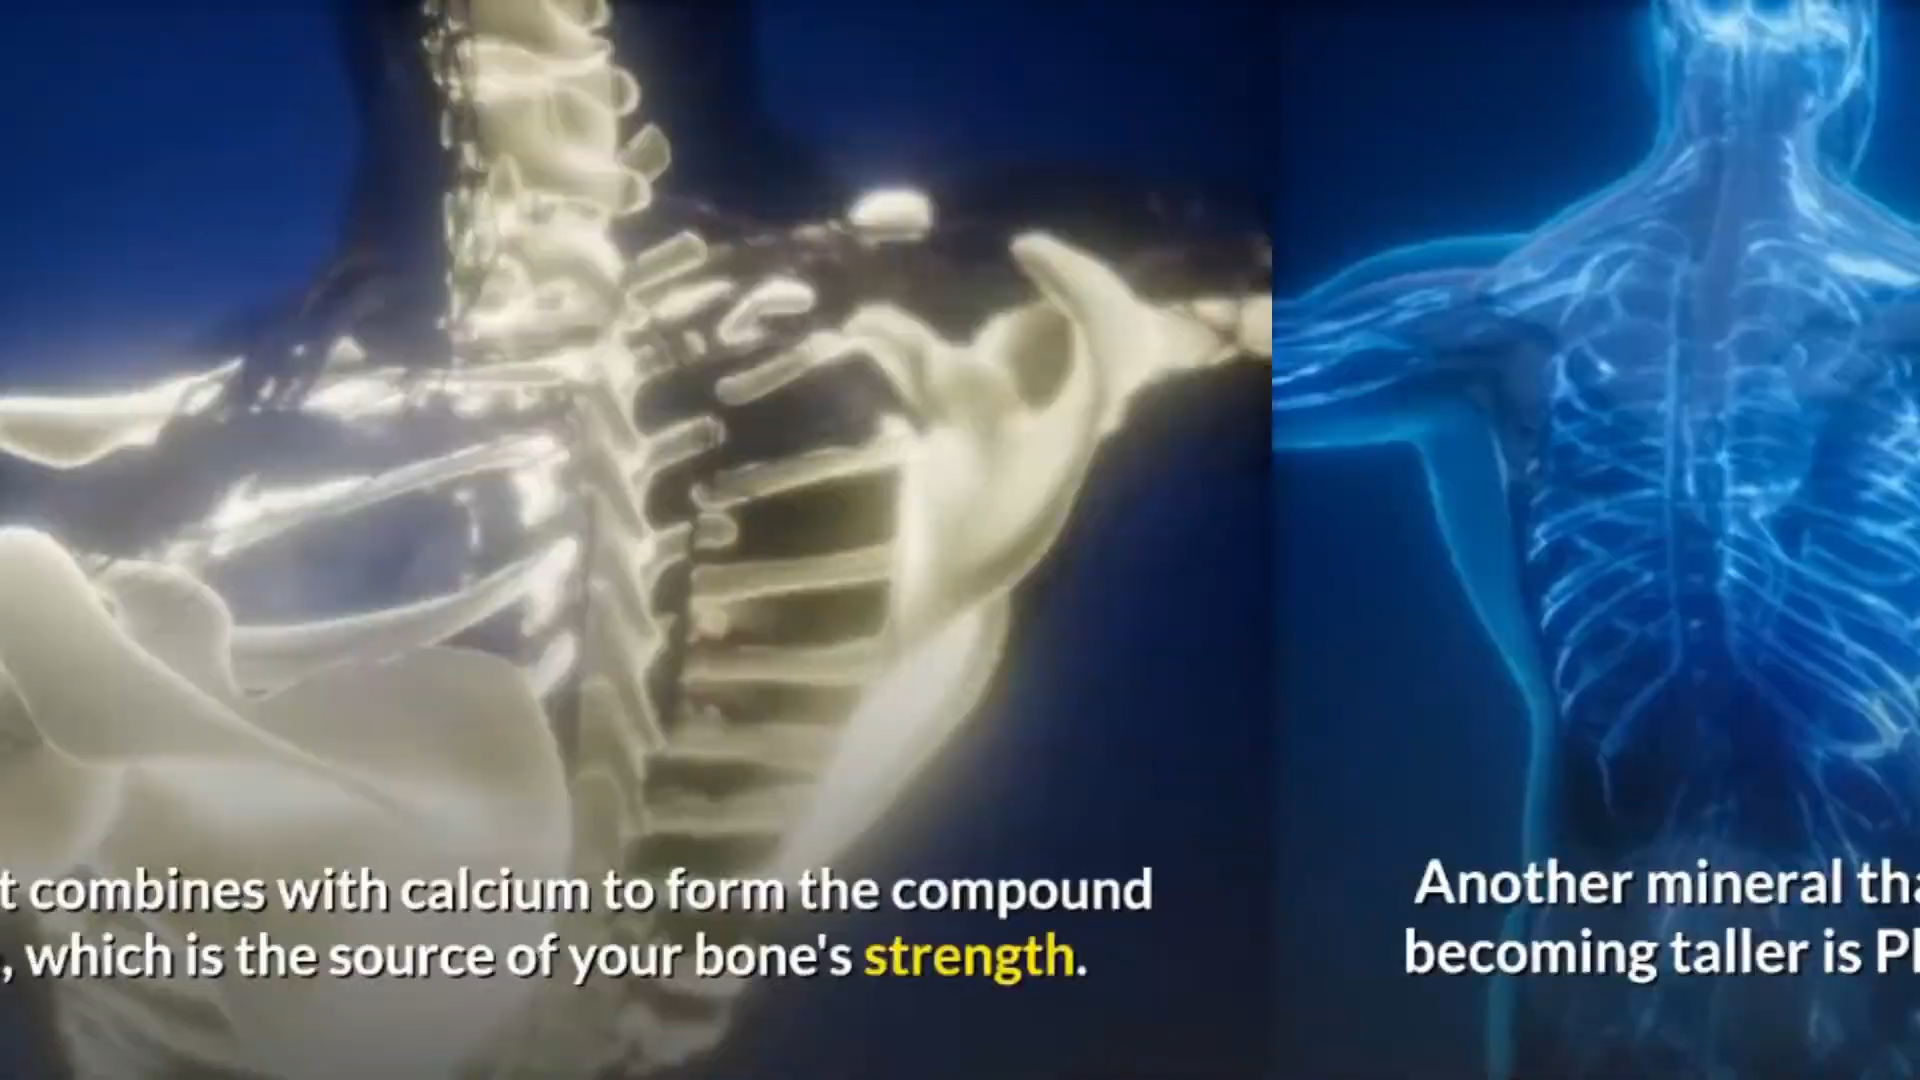 t combines with calcium to form the compound
, which is the source of your bone's strength.
Another mineral tha
becoming taller is P